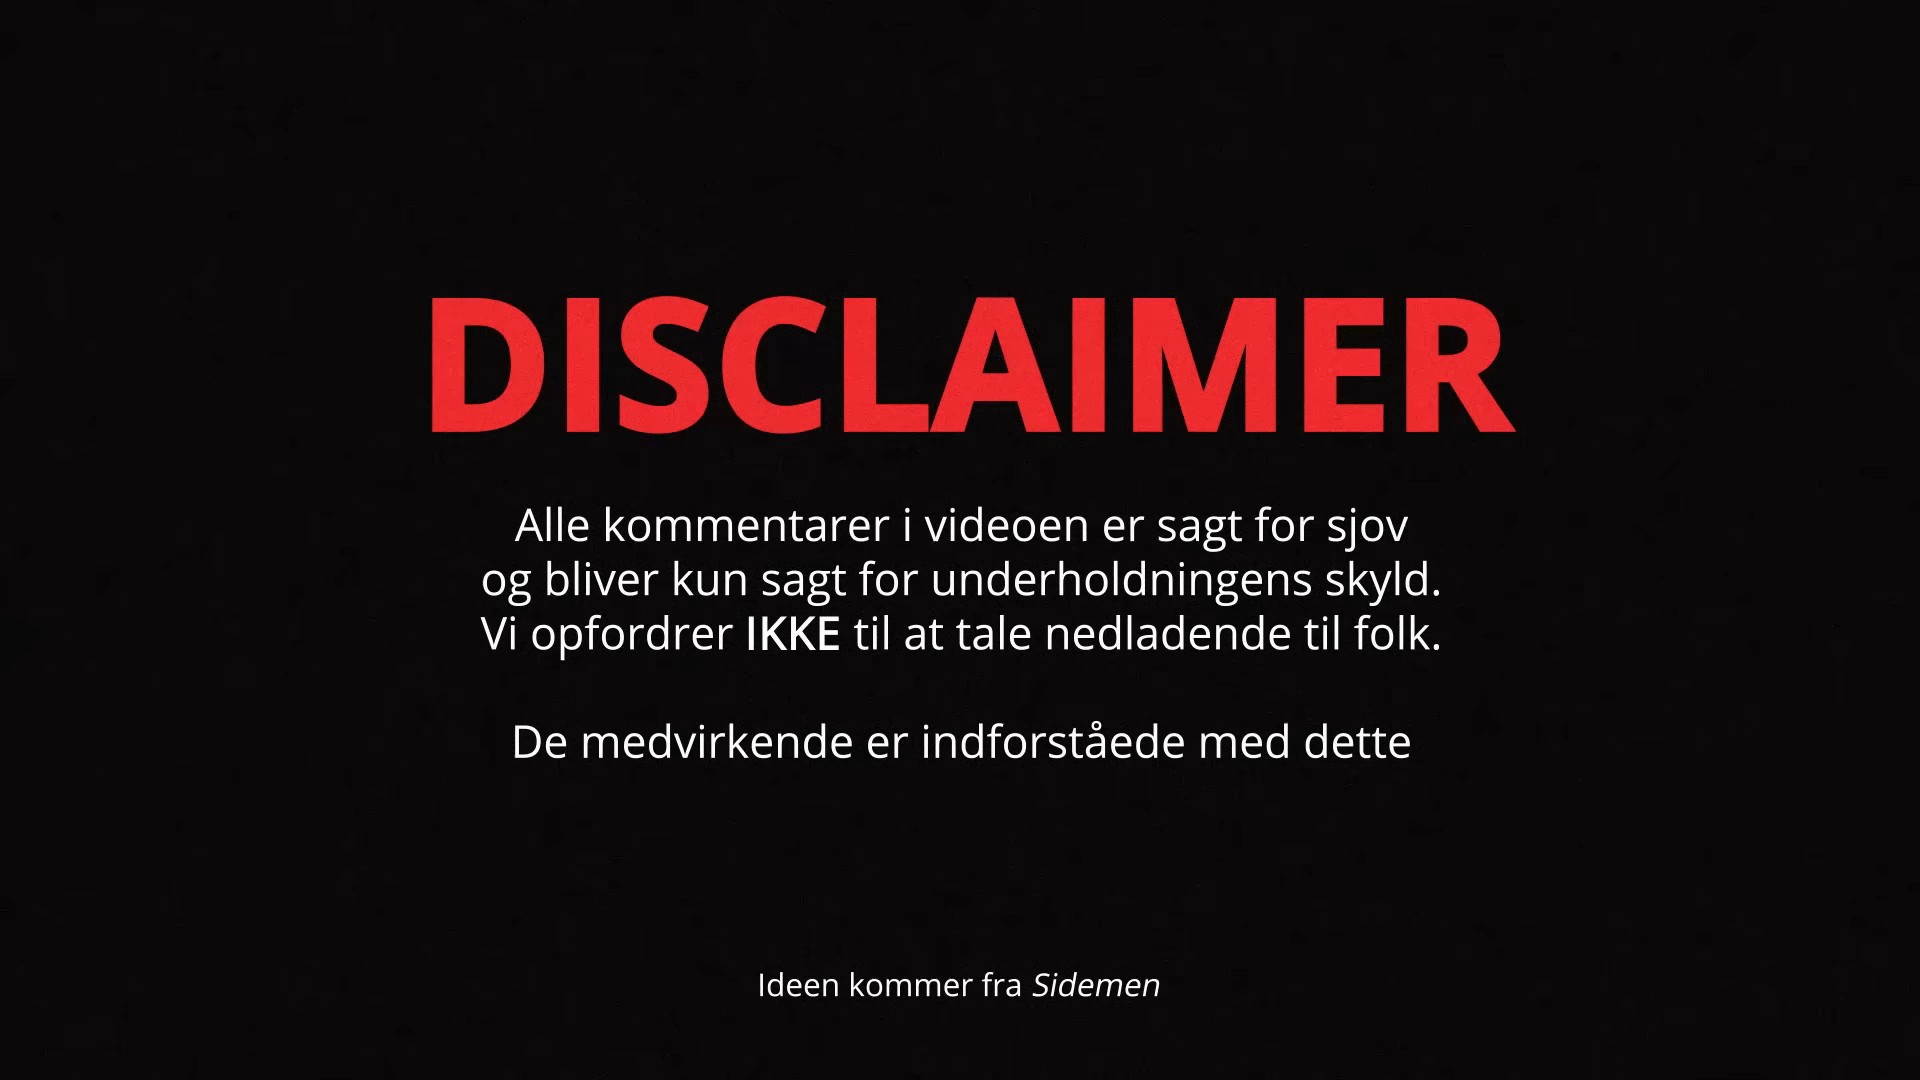 DISCLAIMER
Alle kommentarer i videoen er sagt for sjov
og bliver kun sagt for underholdningens skyld.
Vi opfordrer IKKE til at tale nedladende til folk.
De medvirkende er indforståede med dette
Ideen kommer fra Sidemen